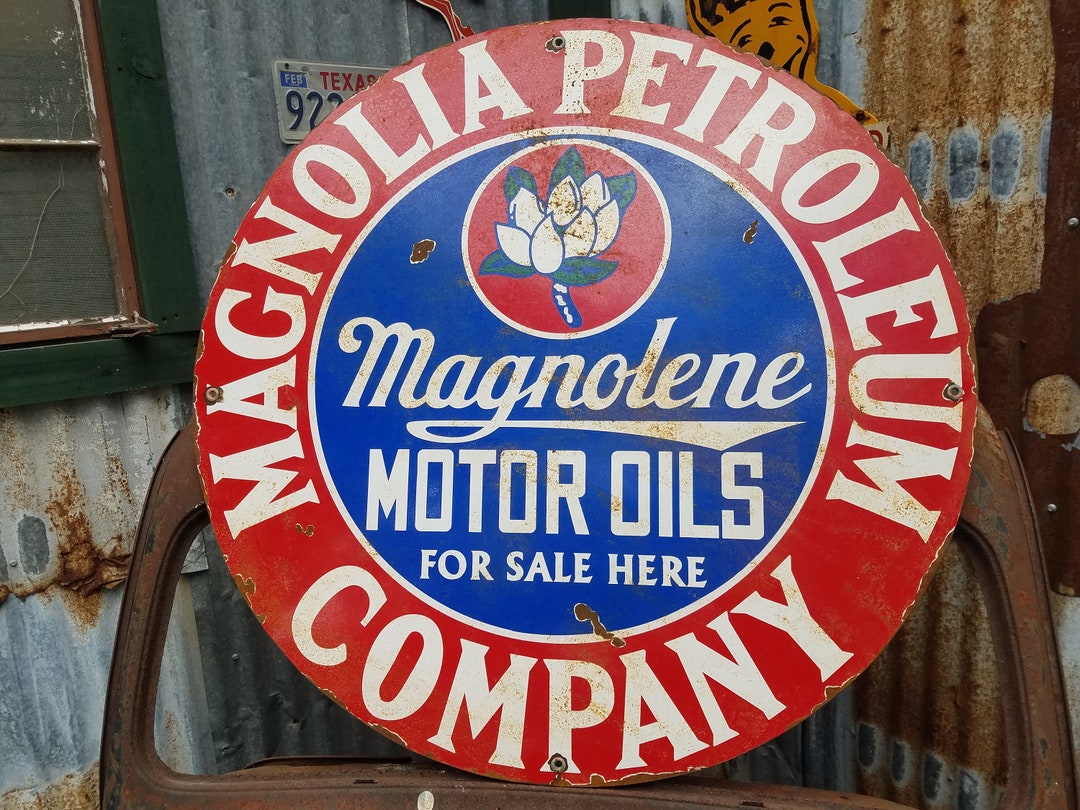 FEB TEXAS
922
MAGNOLIA PETROLEUM
Magnolene
MOTOR OILS
FOR SALE HERE
COMPANY